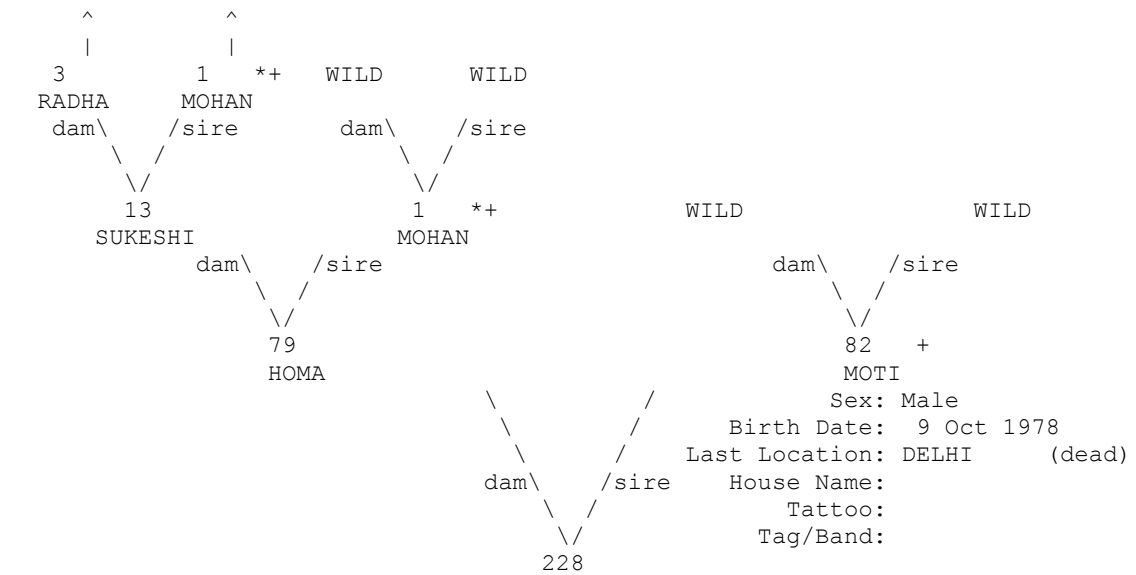 ^ ^
| |
3 1 *+ WILD WILD
RADHA MOHAN
dam\ /sire dam\ /sire
\ / \ /
\/ \/
13 1 *+ WILD WILD
SUKESHI MOHAN
dam\ /sire dam\ /sire
\ / \ /
\/ \/
79 82 +
HOMA MOTI
\ / Sex: Male
\ / Birth Date: 9 Oct 1978
\ / Last Location: DELHI (dead)
dam\ /sire House Name:
\ / Tattoo:
\/ Tag/Band:
228